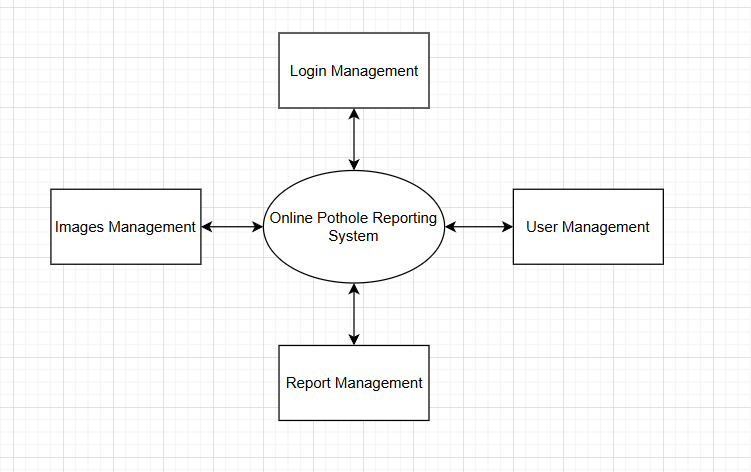 Login Management
Images Management
Online Pothole Reporting
System
User Management
Report Management